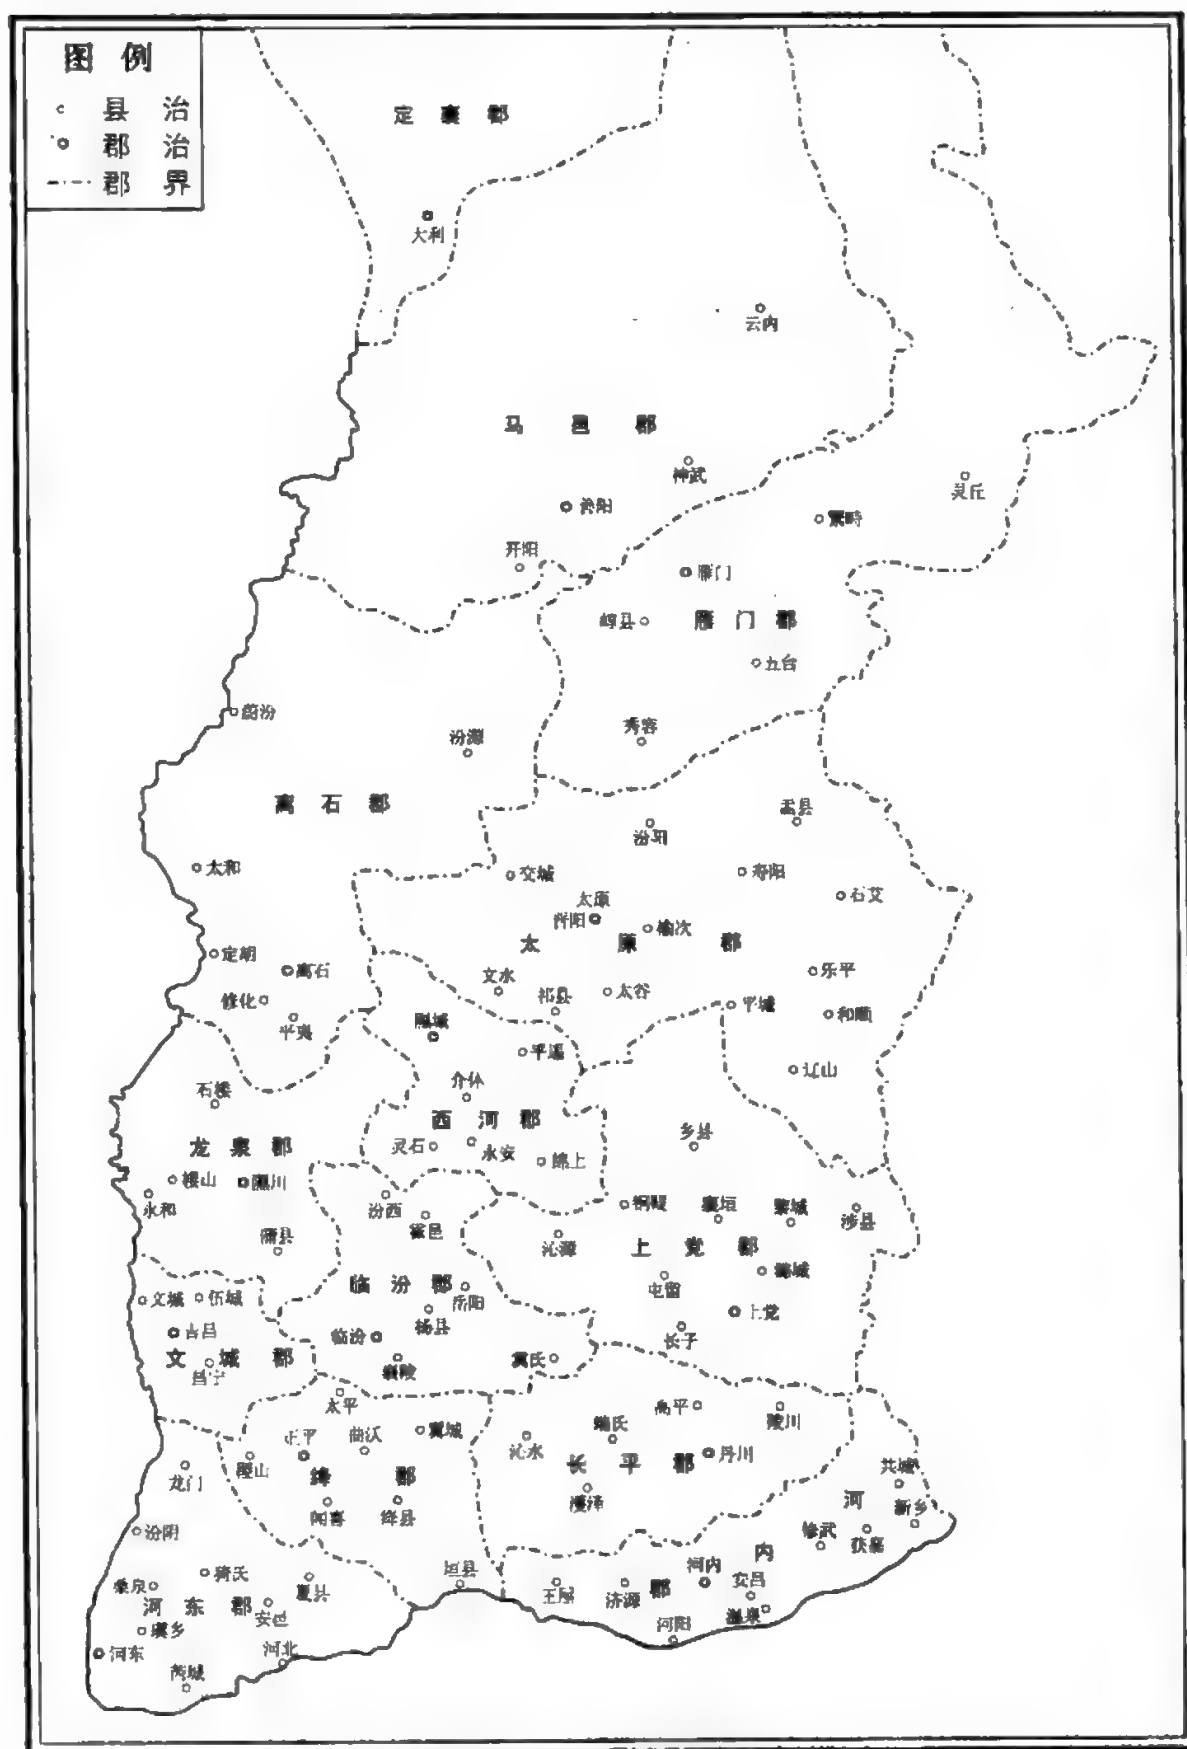 图例
县治
郡治
郡界
定襄郡
大利
云内
马邑郡
神武
善阳
开阳
灵丘
繁畤
雁门
崞县
雁门郡
五台
秀容
蔚汾
汾源
离石郡
太和
定胡
离石
修化
平夷
汾阳
盂县
交城
寿阳
石艾
太原
晋阳
榆次
太原郡
文水
祁县
太谷
乐平
平城
和顺
辽山
隰城
平遥
介休
西河郡
灵石
永安
绵上
石楼
龙泉郡
楼山
隰川
永和
蒲县
乡县
铜鞮
襄垣
黎城
涉县
沁源
上党郡
潞城
屯留
上党
长子
汾西
霍邑
临汾郡
岳阳
杨县
临汾
襄陵
冀氏
文城
伍城
吉昌
文城郡
昌宁
太平
正平
曲沃
翼城
稷山
绛郡
闻喜
绛县
垣县
高平
陵川
端氏
沁水
丹川
长平郡
濩泽
龙门
汾阴
猗氏
桑泉
夏县
河东郡
安邑
虞乡
河东
河北
芮城
共城
新乡
获嘉
修武
河内郡
河内
安昌
温泉
王屋
济源
河阳